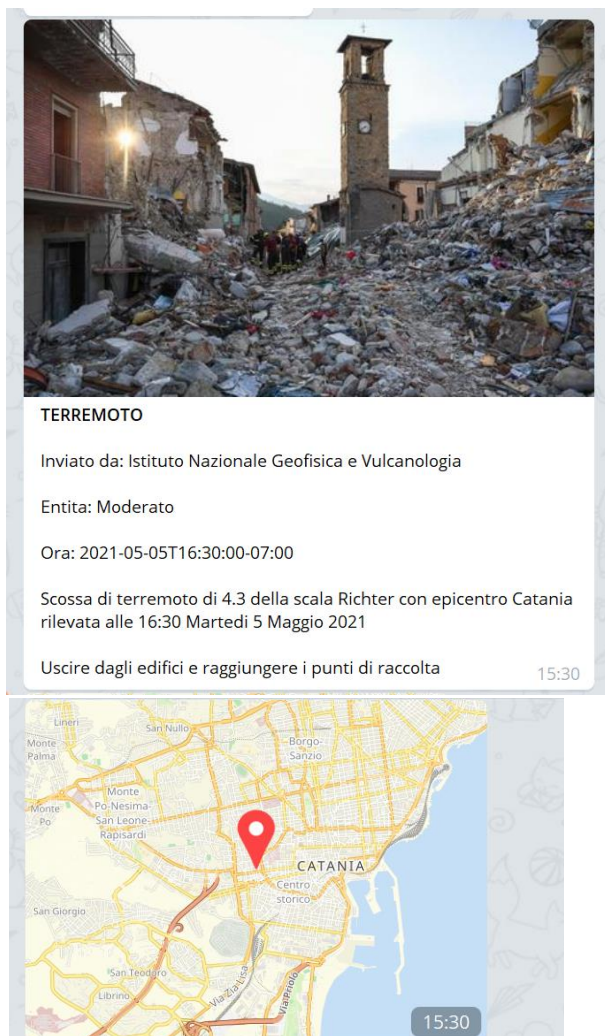 TERREMOTO
Inviato da: Istituto Nazionale Geofisica e Vulcanologia
Entita: Moderato
Ora: 2021-05-05T16:30:00-07:00
Scossa di terremoto di 4.3 della scala Richter con epicentro Catania
rilevata alle 16:30 Martedi 5 Maggio 2021
Uscire dagli edifici e raggiungere i punti di raccolta
15:30
Lineri
San Nullo
Monte
Palma
Borgo-
Sanzio
Monte
Po-Nesima-
San Leone-
Rapisardi
Monte
Po
CATANIA
Centro
storico
San Giorgio
San Teodoro
Librino
Via Zia Lisa
Via Priolo
15:30